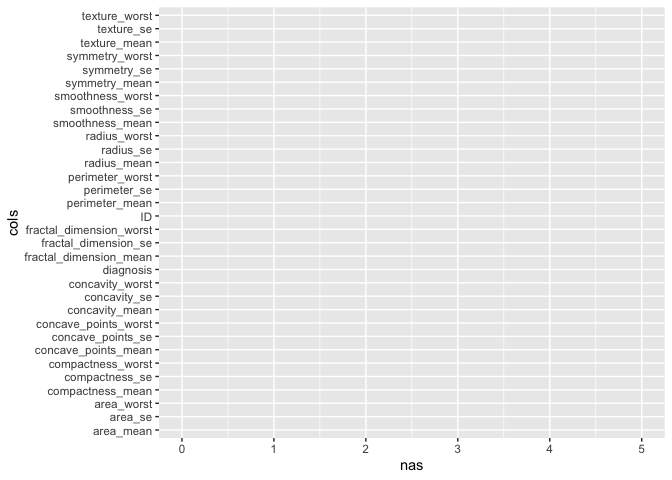 texture_worst
texture_se
texture_mean
symmetry_worst
symmetry_se
symmetry_mean
smoothness_worst
smoothness_se
smoothness_mean
radius_worst
radius_se
radius_mean
perimeter_worst
perimeter_se
perimeter_mean
ID
fractal_dimension_worst
fractal_dimension_se
fractal_dimension_mean
diagnosis
concavity_worst
concavity_se
concavity_mean
concave_points_worst
concave_points_se
concave_points_mean
compactness_worst
compactness_se
compactness_mean
area_worst
area_se
area_mean
cols
0 1 2 3 4 5
nas